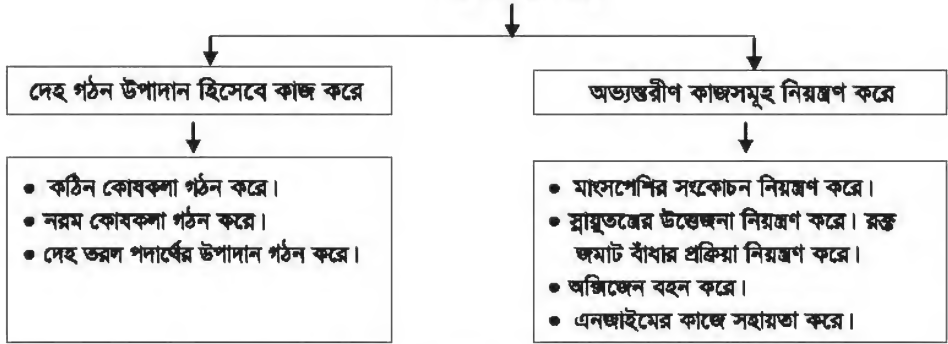 দেহ গঠন উপাদান হিসেবে কাজ করে
অভ্যন্তরীণ কাজসমূহ নিয়ন্ত্রণ করে
• কঠিন কোষকলা গঠন করে।
• নরম কোষকলা গঠন করে।
• দেহ তরল পদার্থের উপাদান গঠন করে।
• মাংসপেশির সংকোচন নিয়ন্ত্রণ করে।
• স্নায়ুতন্ত্রের উত্তেজনা নিয়ন্ত্রণ করে। রক্ত
জমাট বাঁধার প্রক্রিয়া নিয়ন্ত্রণ করে।
• অক্সিজেন বহন করে।
• এনজাইমের কাজে সহায়তা করে।